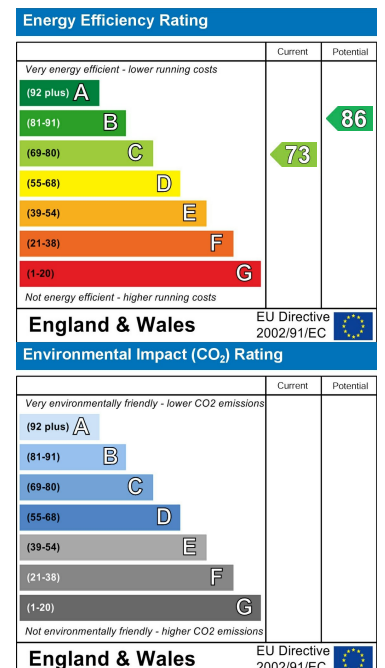 Energy Efficiency Rating
Current Potential
Very energy efficient - lower running costs
(92 plus) A
(81-91) B 86
(69-80) C 73
(55-68) D
(39-54) E
(21-38) F
(1-20) G
Not energy efficient - higher running costs
England & Wales EU Directive
2002/91/EC
Environmental Impact (CO₂) Rating
Current Potential
Very environmentally friendly - lower CO2 emissions
(92 plus) A
(81-91) B
(69-80) C
(55-68) D
(39-54) E
(21-38) F
(1-20) G
Not environmentally friendly - higher CO2 emissions
England & Wales EU Directive
2002/91/EC